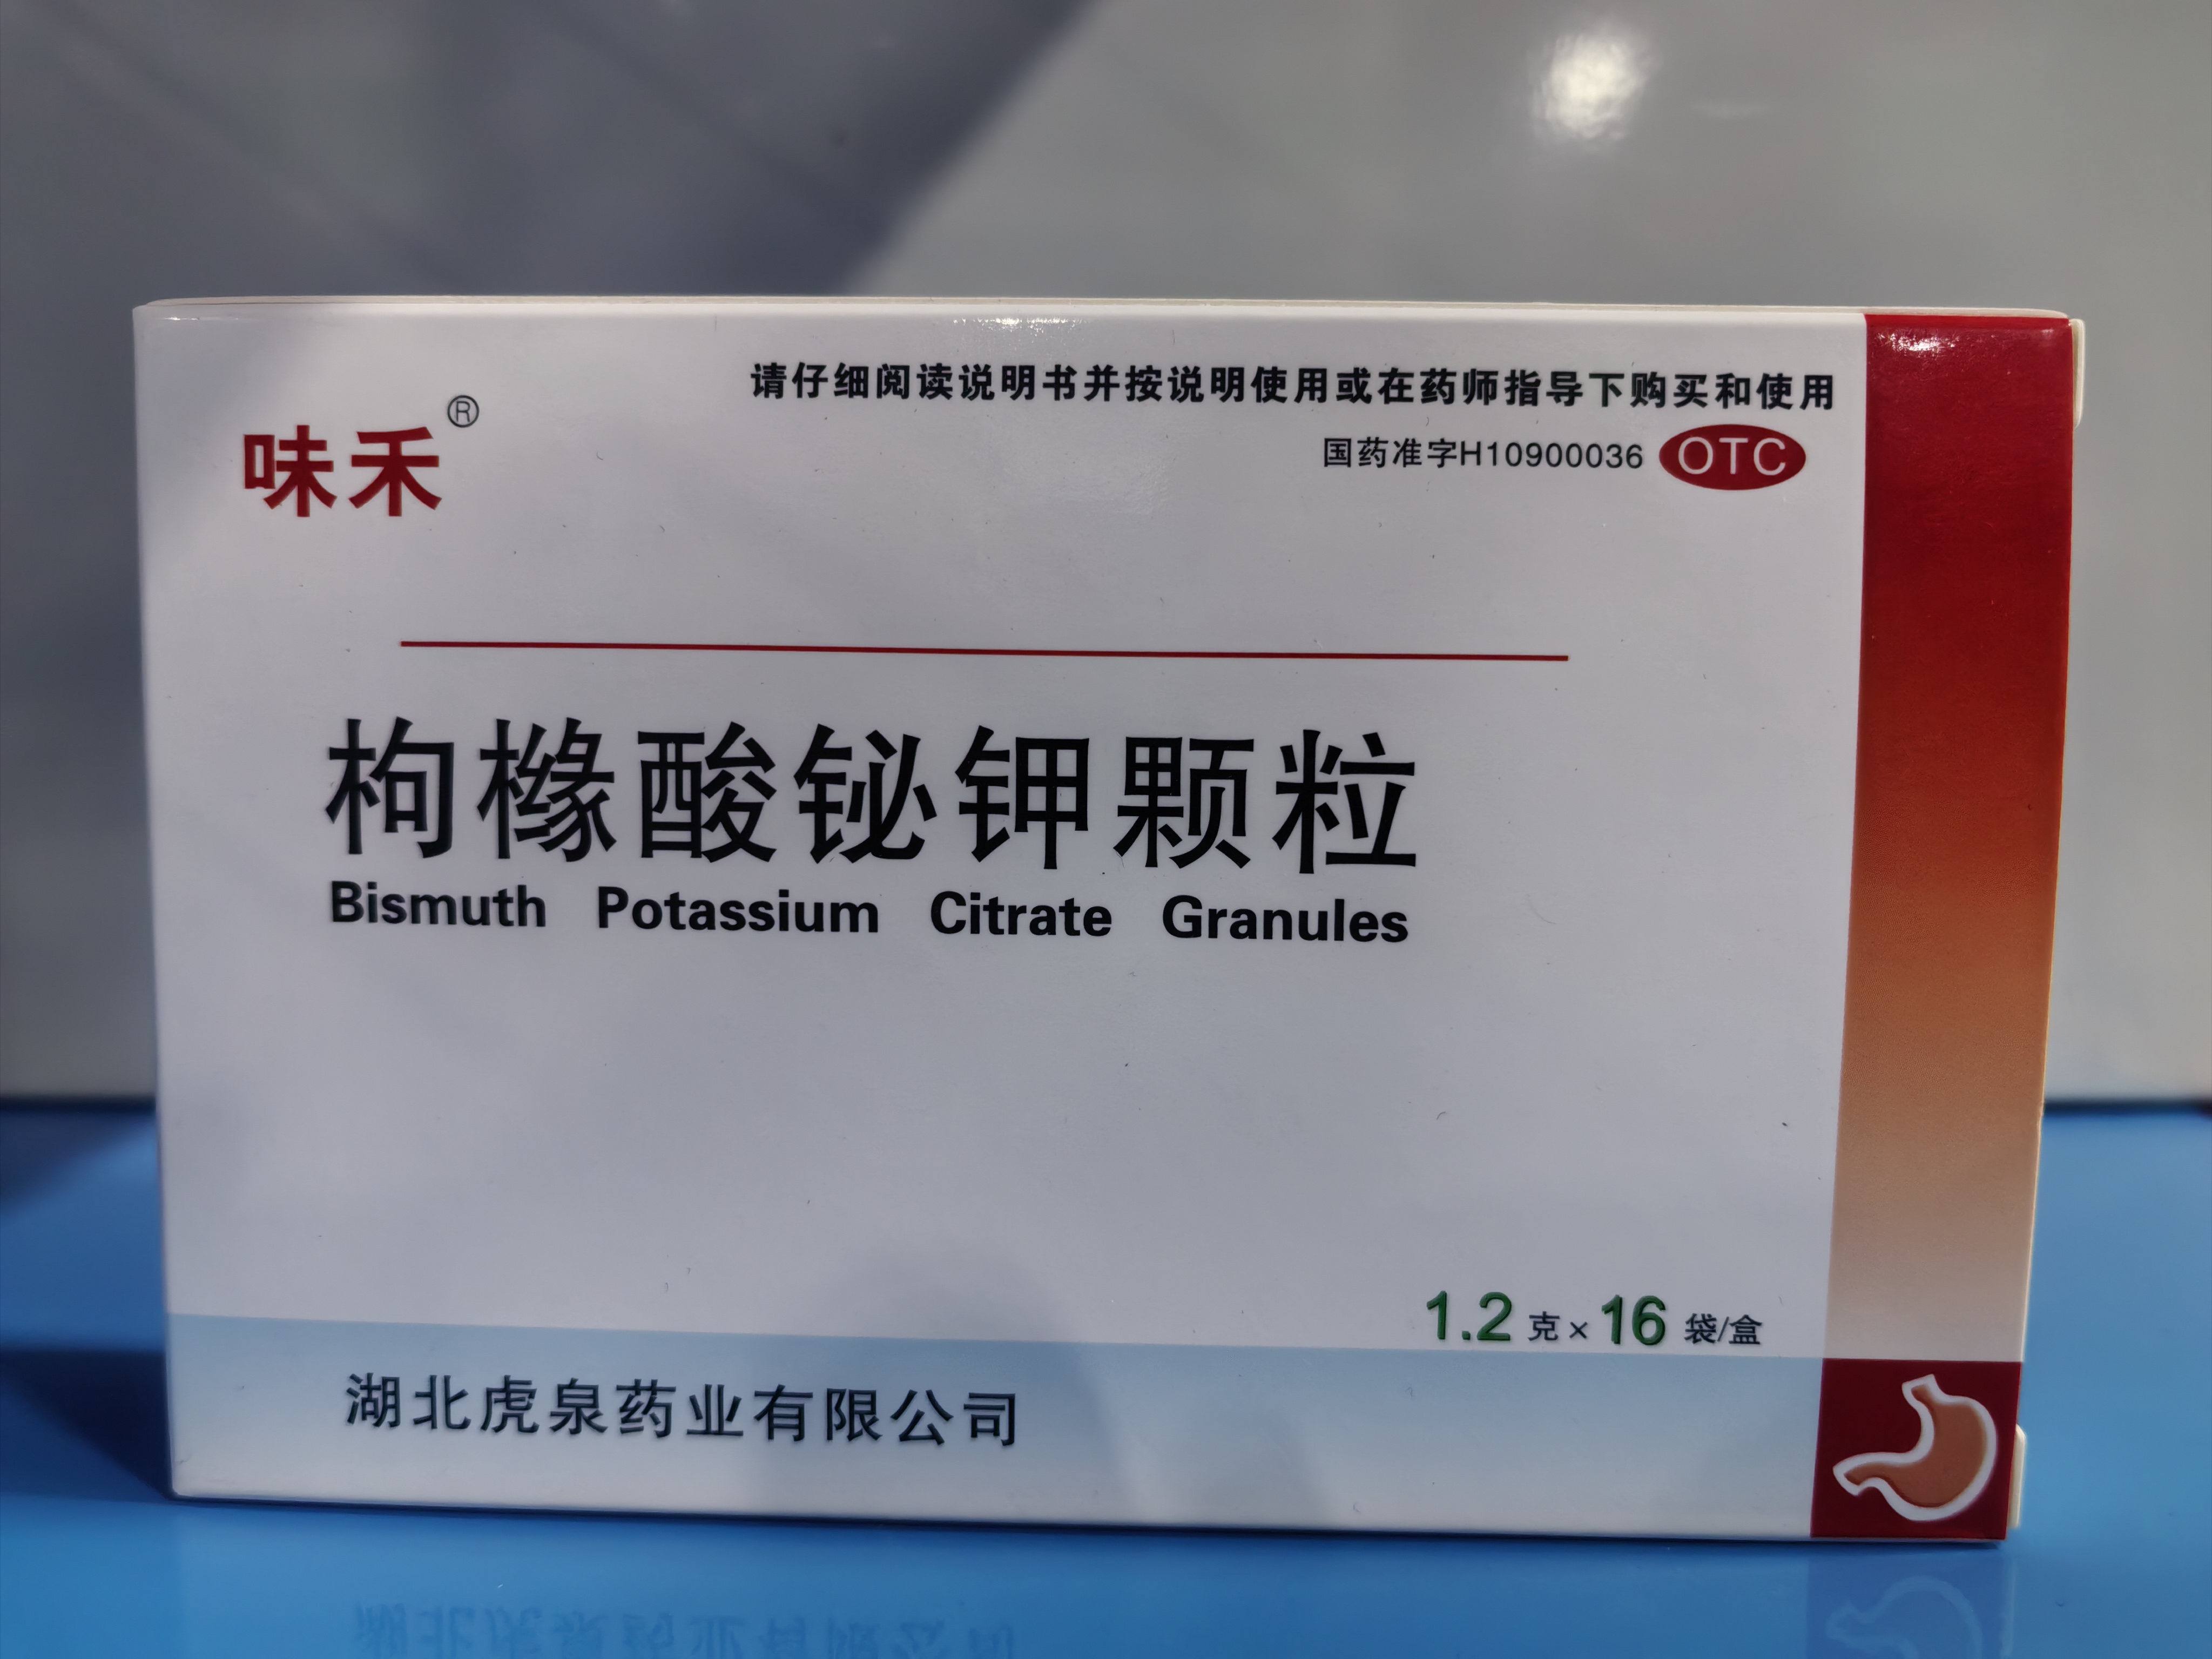 请仔细阅读说明书并按说明使用或在药师指导下购买和使用
味禾®
国药准字H10900036 OTC
枸橼酸铋钾颗粒
Bismuth Potassium Citrate Granules
1.2克×16袋/盒
湖北虎泉药业有限公司